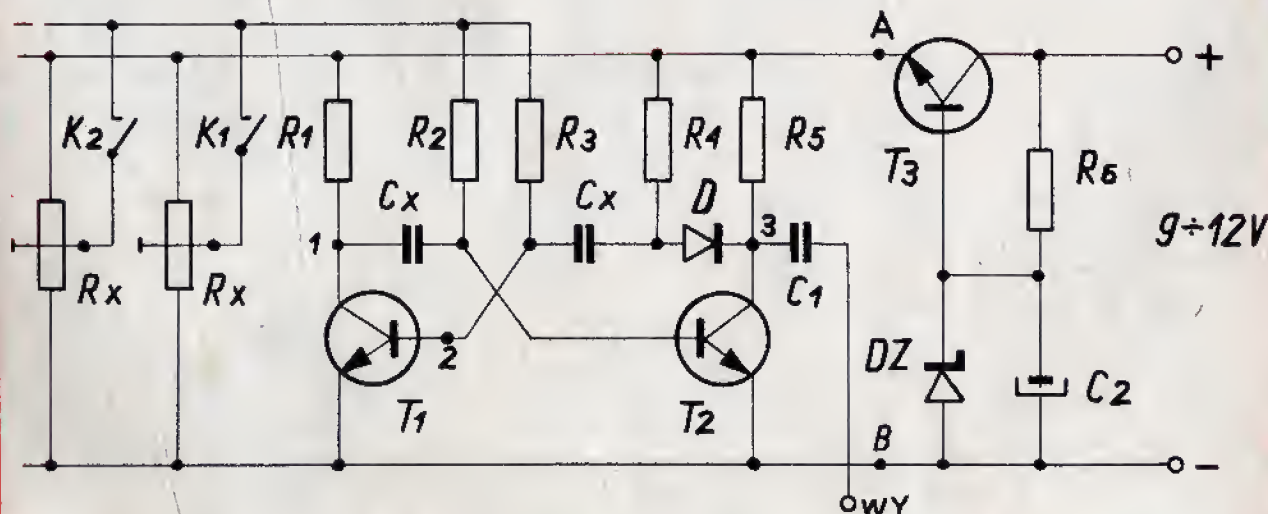 A
+
K2
K1
R1
R2
R3
R4
R5
T3
R6
Cx
Cx
D
1
3
9÷12V
Rx
Rx
C1
2
DZ
C2
T1
T2
B
−
WY